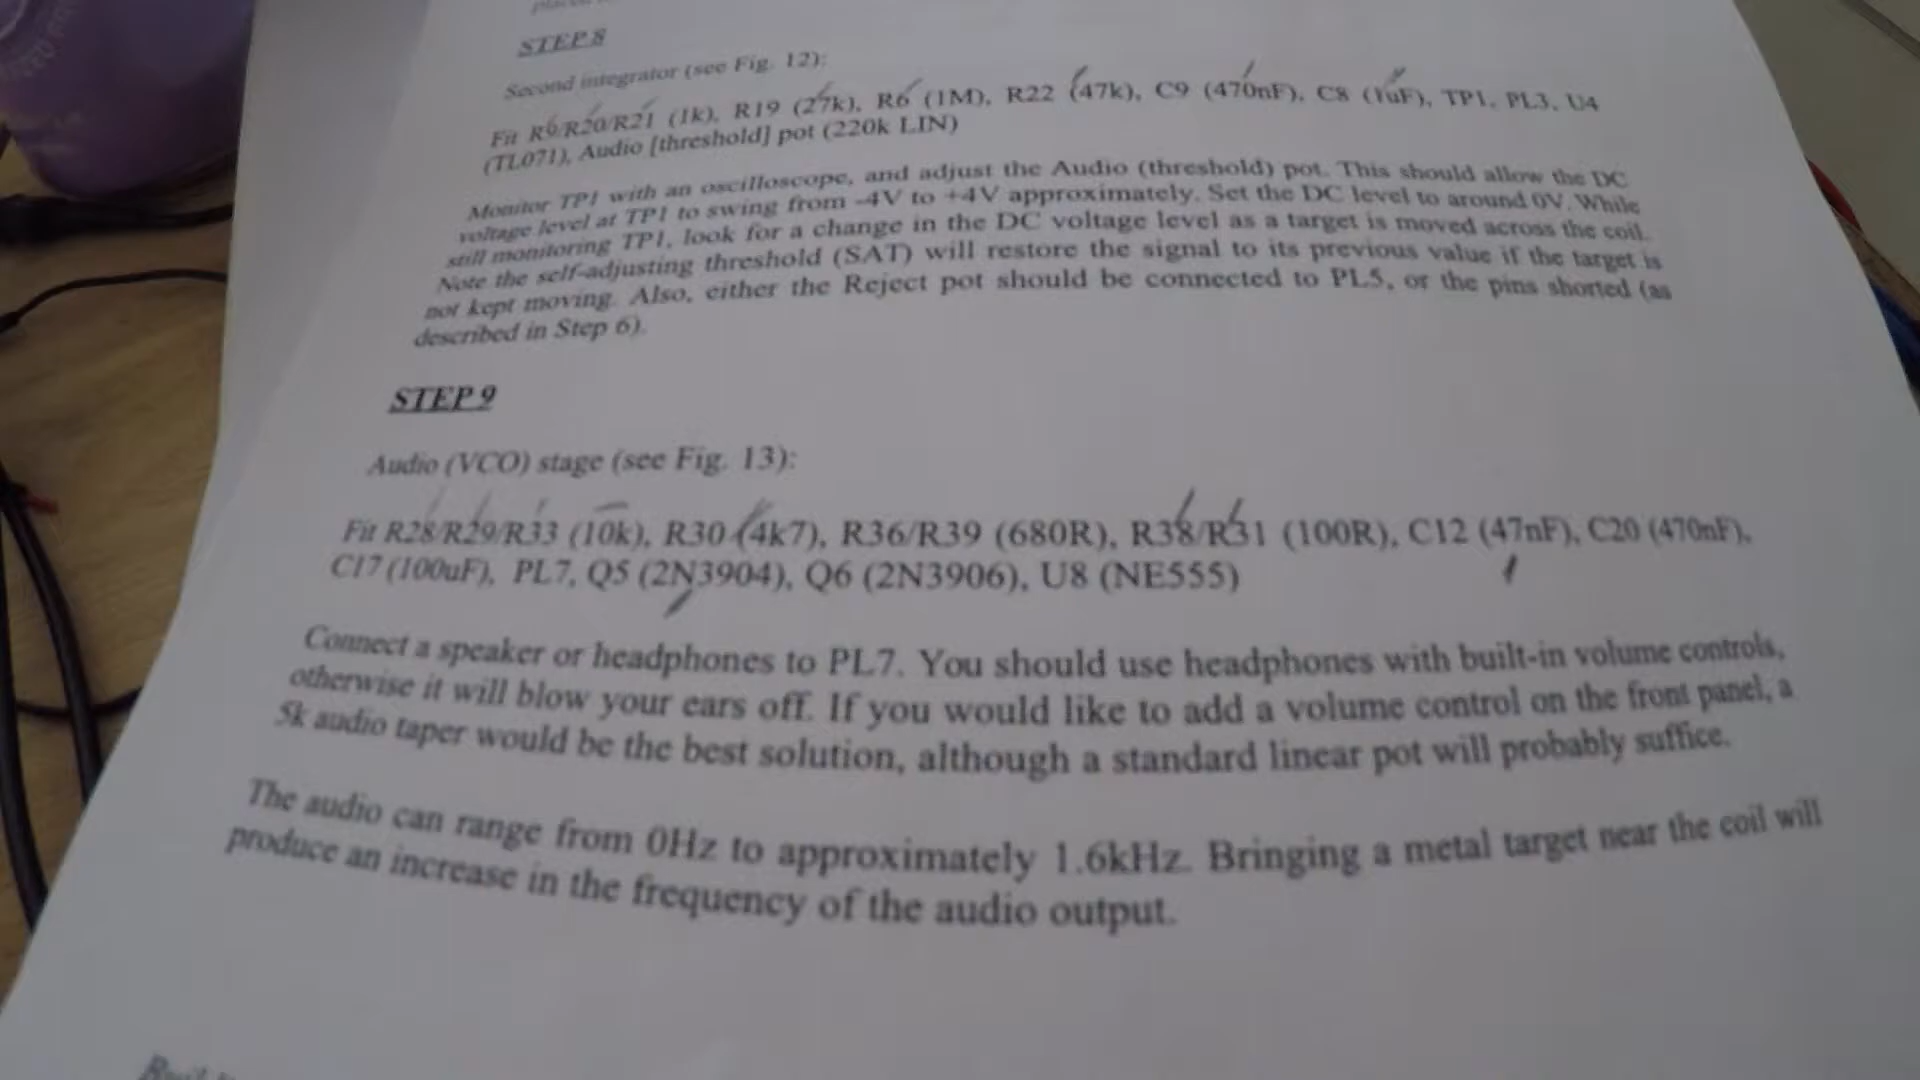 STEP 8
Second integrator (see Fig. 12):
Fit R9/R20/R21 (1k), R19 (27k), R6 (1M), R22 (47k), C9 (470nF), C8 (1uF), TP1, PL3, U4
(TL071), Audio [threshold] pot (220k LIN)
Monitor TP1 with an oscilloscope, and adjust the Audio (threshold) pot. This should allow the DC
voltage level at TP1 to swing from -4V to +4V approximately. Set the DC level to around 0V. While
still monitoring TP1, look for a change in the DC voltage level as a target is moved across the coil.
Note the self-adjusting threshold (SAT) will restore the signal to its previous value if the target is
not kept moving. Also, either the Reject pot should be connected to PL5, or the pins shorted (as
described in Step 6).
STEP 9
Audio (VCO) stage (see Fig. 13):
Fit R28/R29/R33 (10k), R30 (4k7), R36/R39 (680R), R38/R31 (100R), C12 (47nF), C20 (470nF),
C17 (100uF), PL7, Q5 (2N3904), Q6 (2N3906), U8 (NE555)
Connect a speaker or headphones to PL7. You should use headphones with built-in volume controls,
otherwise it will blow your ears off. If you would like to add a volume control on the front panel, a
5k audio taper would be the best solution, although a standard linear pot will probably suffice.
The audio can range from 0Hz to approximately 1.6kHz. Bringing a metal target near the coil will
produce an increase in the frequency of the audio output.